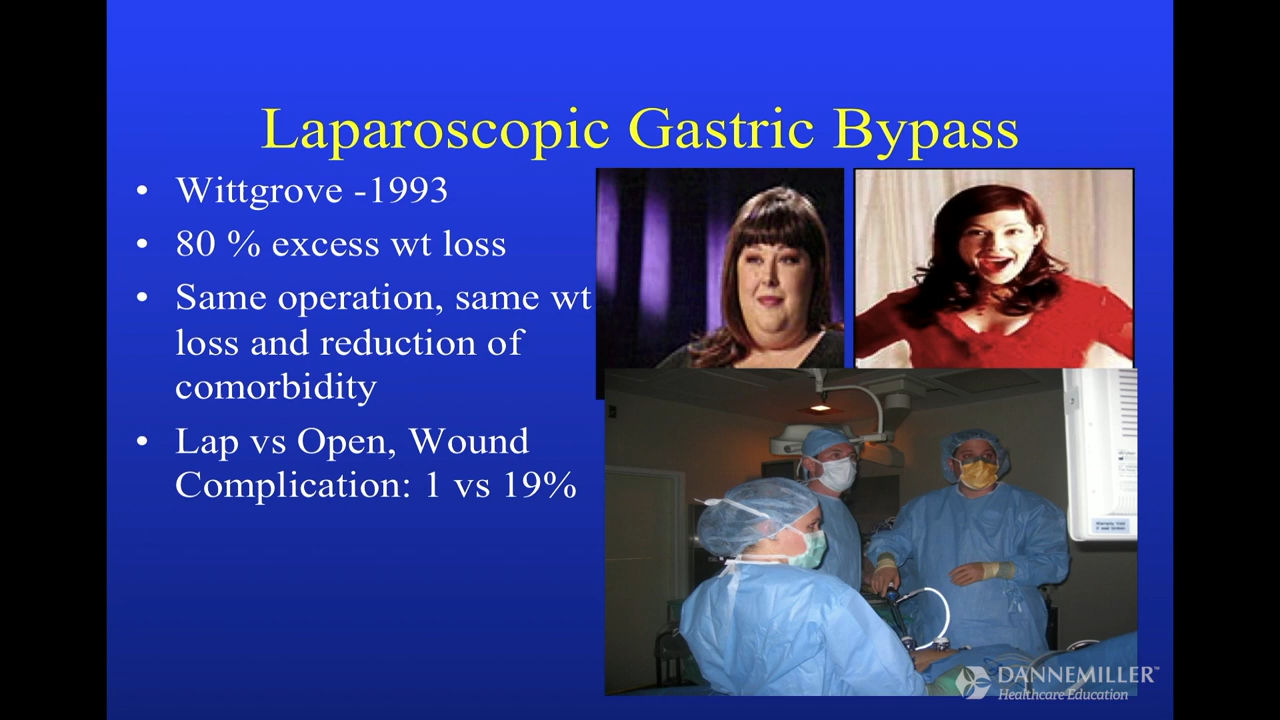 Laparoscopic Gastric Bypass
• Wittgrove -1993
• 80 % excess wt loss
• Same operation, same wt
loss and reduction of
comorbidity
• Lap vs Open, Wound
Complication: 1 vs 19%
DANNEMILLER™
Healthcare Education